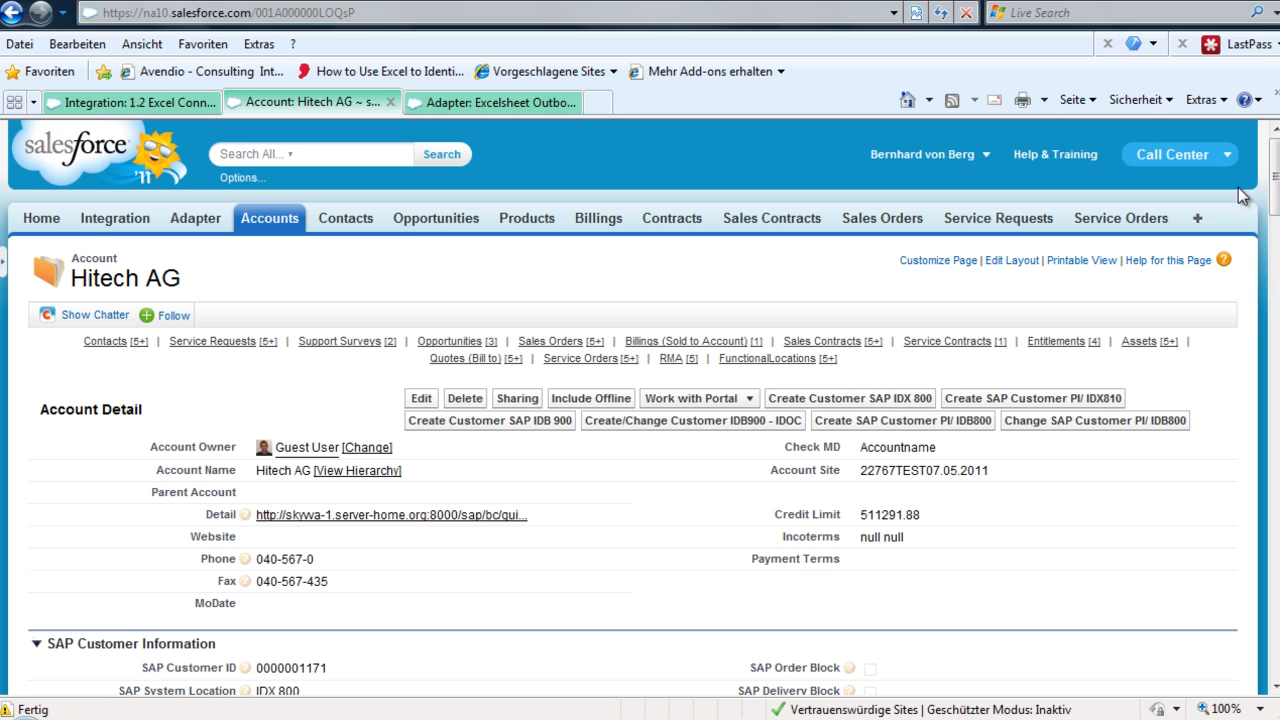 https://na10.salesforce.com/001A000000LOQsP
Live Search
Datei Bearbeiten Ansicht Favoriten Extras ?
LastPass
Favoriten Avendio - Consulting Int... How to Use Excel to Identi... Vorgeschlagene Sites Mehr Add-ons erhalten
Integration: 1.2 Excel Conn... Account: Hitech AG ~ s... Adapter: Excelsheet Outbo...
Seite Sicherheit Extras
salesforce '11
Search All... Search
Options...
Bernhard von Berg Help & Training Call Center
Home Integration Adapter Accounts Contacts Opportunities Products Billings Contracts Sales Contracts Sales Orders Service Requests Service Orders +
Account
Hitech AG
Customize Page | Edit Layout | Printable View | Help for this Page ?
Show Chatter Follow
Contacts [5+] | Service Requests [5+] | Support Surveys [2] | Opportunities [3] | Sales Orders [5+] | Billings (Sold to Account) [1] | Sales Contracts [5+] | Service Contracts [1] | Entitlements [4] | Assets [5+] |
Quotes (Bill to) [5+] | Service Orders [5+] | RMA [5] | FunctionalLocations [5+]
Account Detail
Edit Delete Sharing Include Offline Work with Portal Create Customer SAP IDX 800 Create SAP Customer PI/ IDX810
Create Customer SAP IDB 900 Create/Change Customer IDB900 - IDOC Create SAP Customer PI/ IDB800 Change SAP Customer PI/ IDB800
Account Owner Guest User [Change] Check MD Accountname
Account Name Hitech AG [View Hierarchy] Account Site 22767TEST07.05.2011
Parent Account
Detail http://skyvva-1.server-home.org:8000/sap/bc/gui... Credit Limit 511291.88
Website Incoterms null null
Phone 040-567-0 Payment Terms
Fax 040-567-435
MoDate
SAP Customer Information
SAP Customer ID 0000001171 SAP Order Block
SAP System Location IDX 800 SAP Delivery Block
Fertig Vertrauenswürdige Sites | Geschützter Modus: Inaktiv 100%